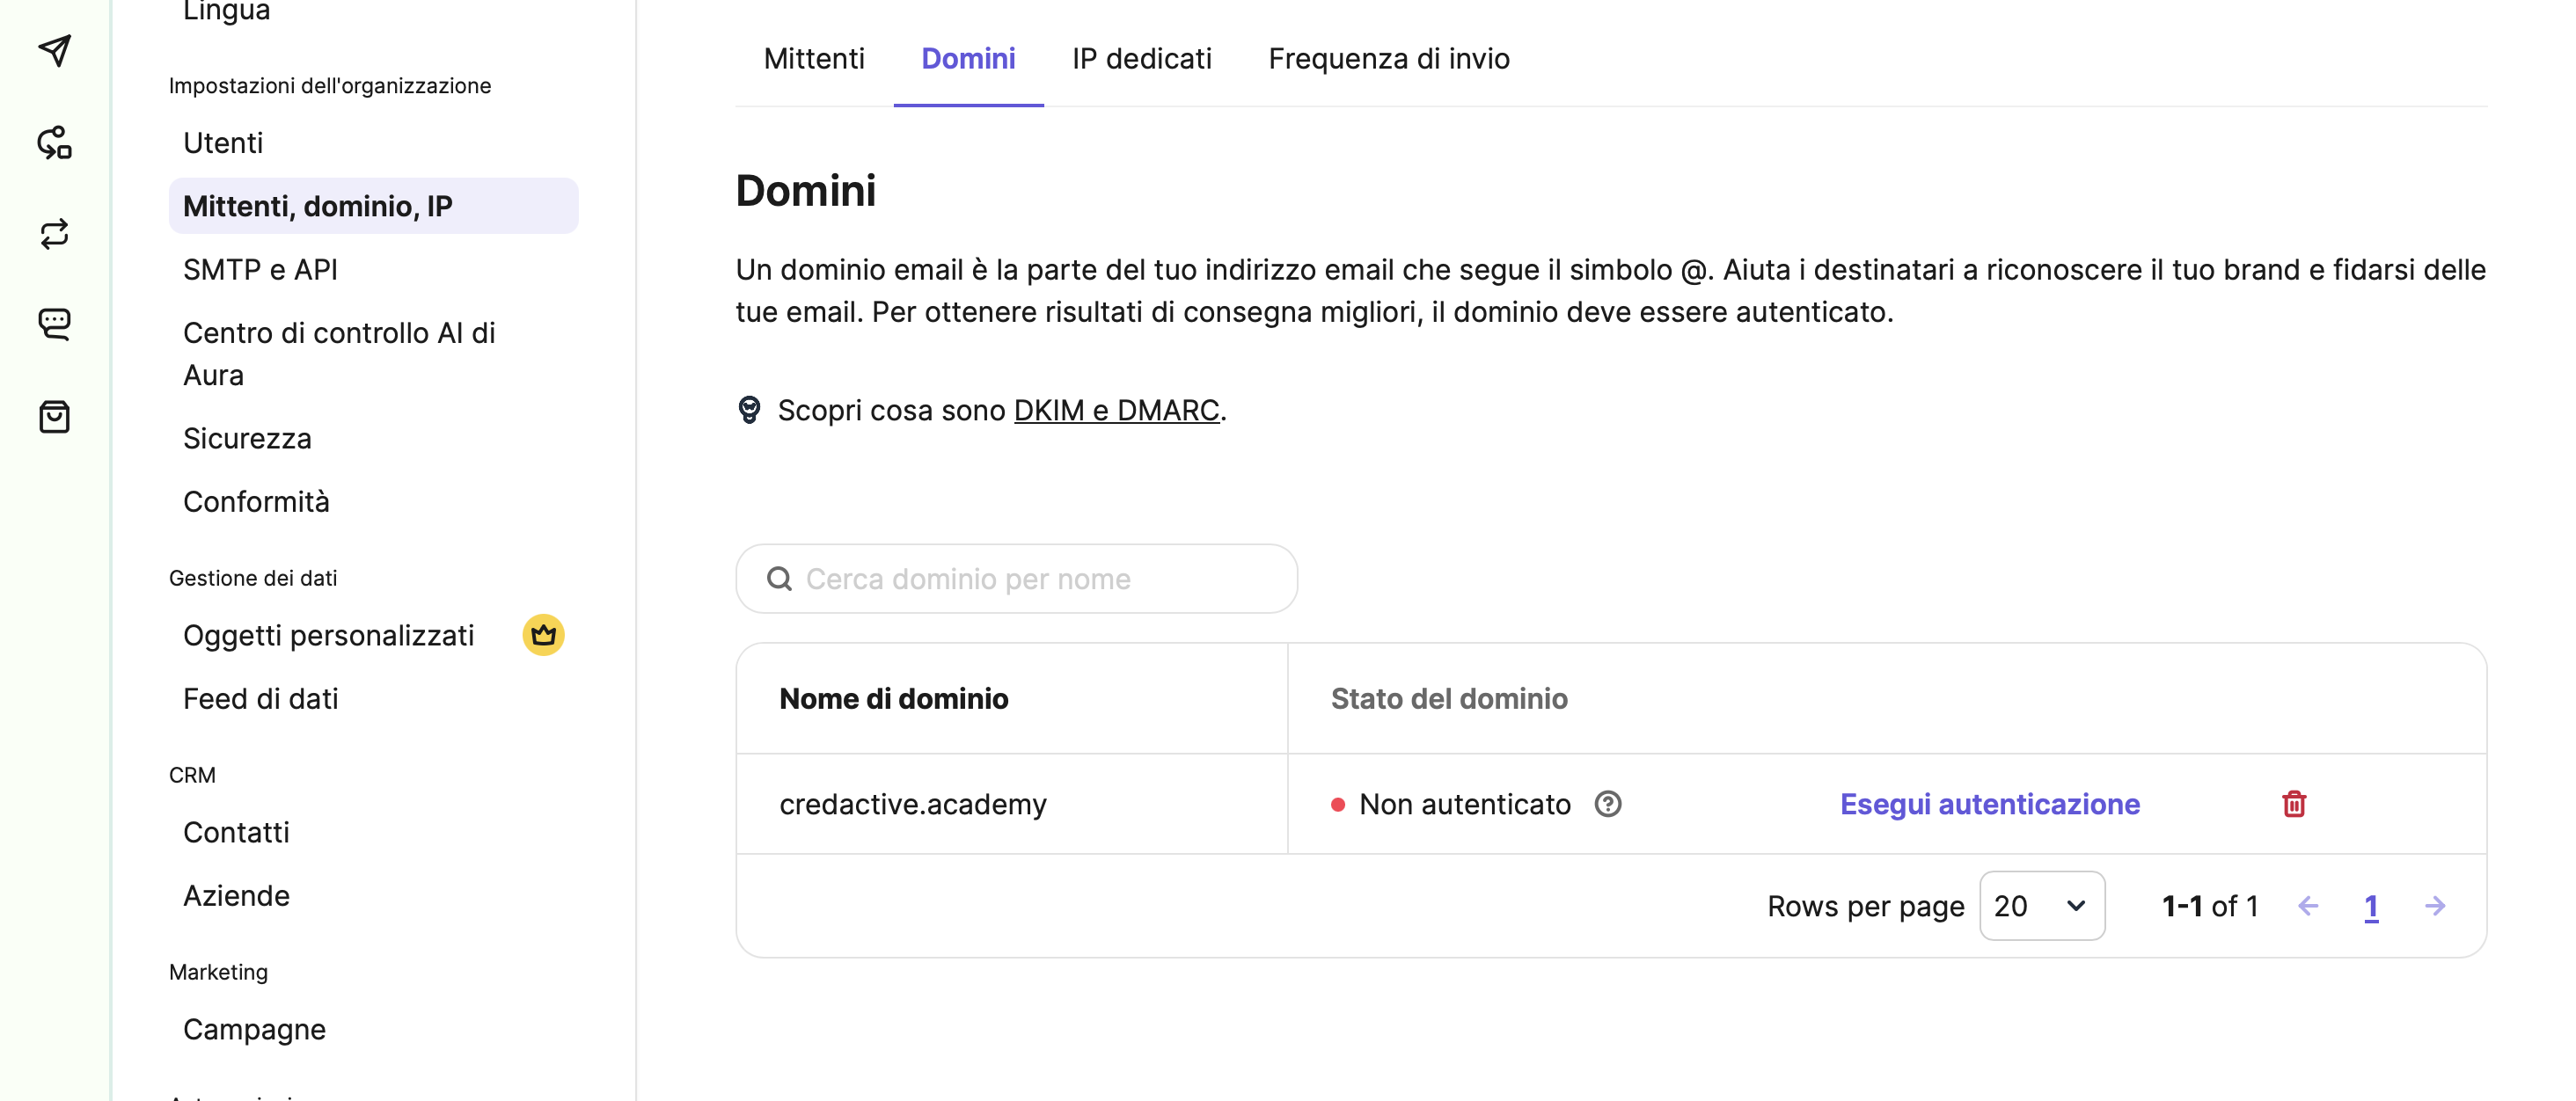 Lingua
Impostazioni dell'organizzazione
Utenti
Mittenti, dominio, IP
SMTP e API
Centro di controllo AI di
Aura
Sicurezza
Conformità
Gestione dei dati
Oggetti personalizzati
Feed di dati
CRM
Contatti
Aziende
Marketing
Campagne
Mittenti Domini IP dedicati Frequenza di invio
Domini
Un dominio email è la parte del tuo indirizzo email che segue il simbolo @. Aiuta i destinatari a riconoscere il tuo brand e fidarsi delle
tue email. Per ottenere risultati di consegna migliori, il dominio deve essere autenticato.
Scopri cosa sono DKIM e DMARC.
Cerca dominio per nome
Nome di dominio Stato del dominio
credactive.academy Non autenticato Esegui autenticazione
Rows per page 20 1-1 of 1 1